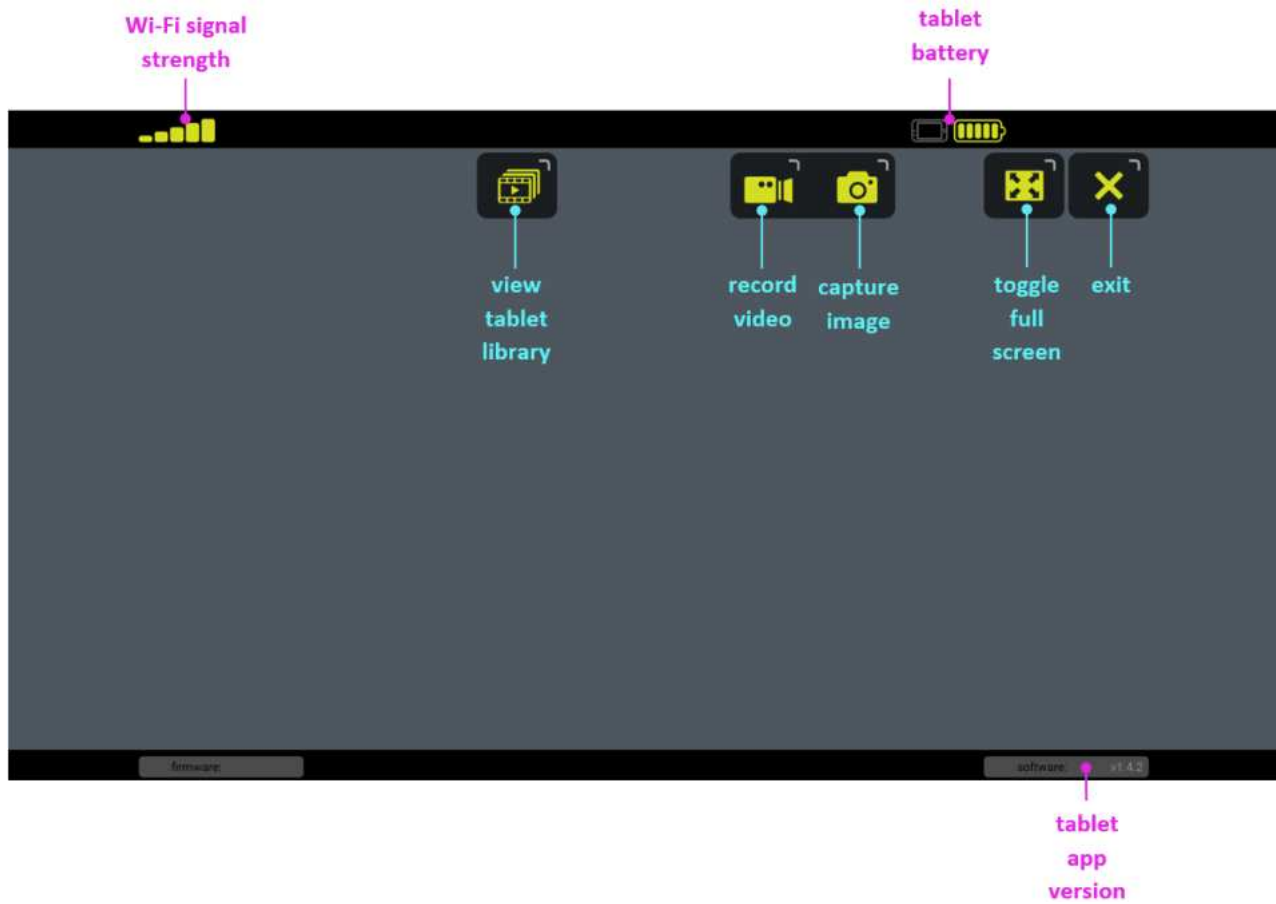 Wi-Fi signal
strength
tablet
battery
view
tablet
library
record
video
capture
image
toggle
full
screen
exit
firmware:
software: v1.4.2
tablet
app
version